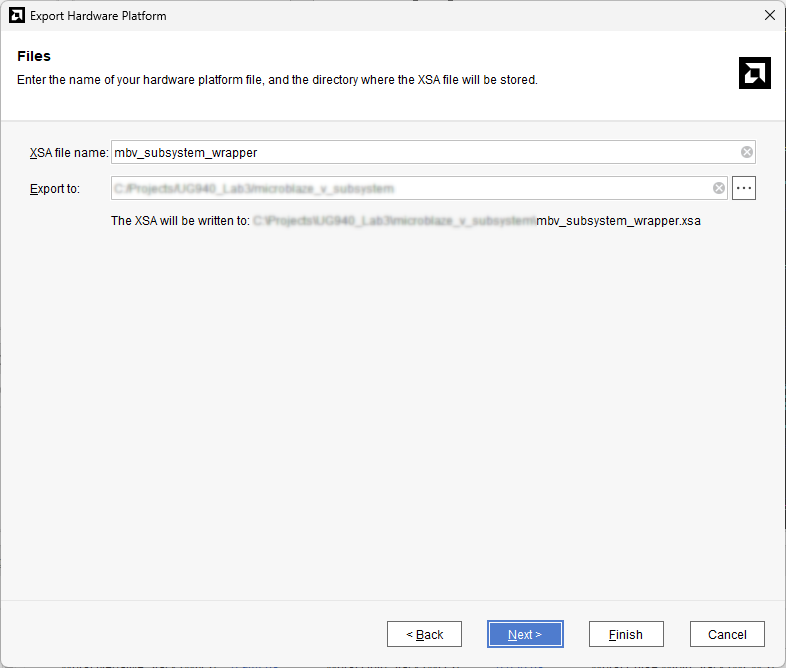 Export Hardware Platform
Files
Enter the name of your hardware platform file, and the directory where the XSA file will be stored.
XSA file name: mbv_subsystem_wrapper
Export to: C:/Projects/UG940_Lab3/microblaze_v_subsystem
The XSA will be written to: C:\Projects\UG940_Lab3\microblaze_v_subsystem\mbv_subsystem_wrapper.xsa
< Back Next > Finish Cancel